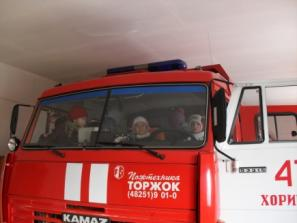 Пожтехника
ТОРЖОК
(48251)9 01-0
KAMAZ
4
ХОРИ